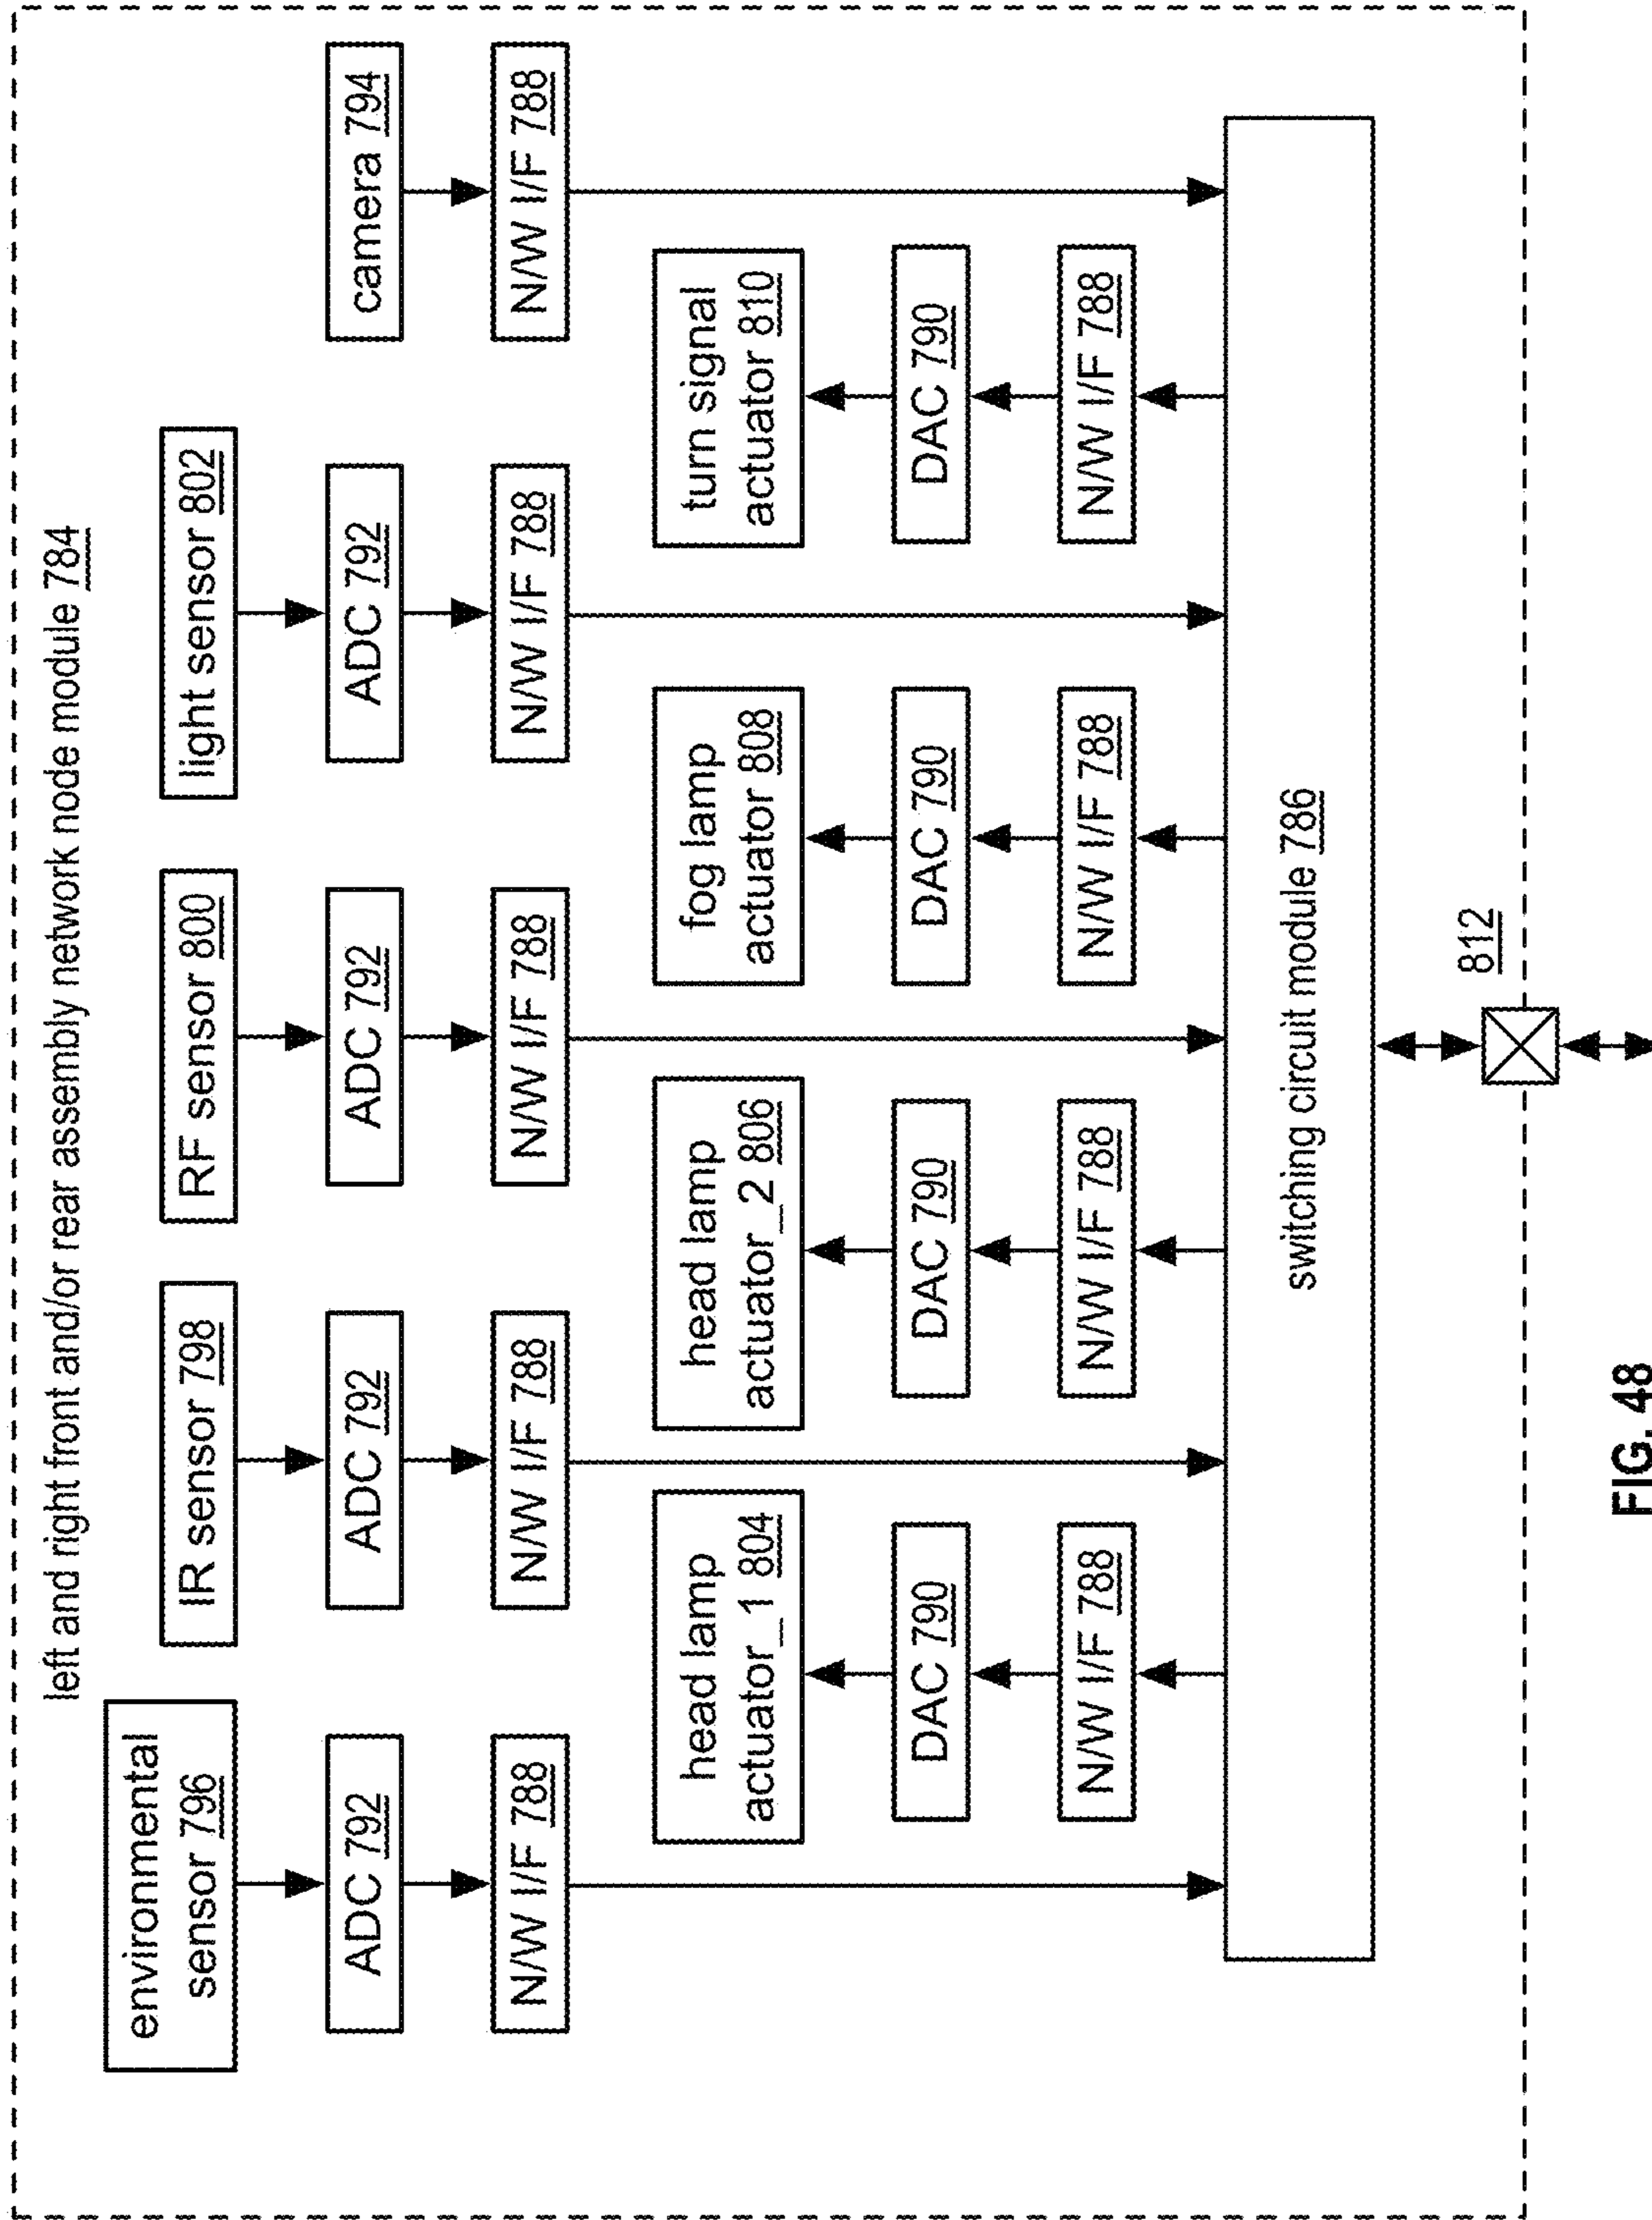 left and right front and/or rear assembly network node module 784
environmental
sensor 796
IR sensor 798
RF sensor 800
light sensor 802
ADC 792
ADC 792
ADC 792
ADC 792
camera 794
N/W I/F 788
N/W I/F 788
N/W I/F 788
N/W I/F 788
N/W I/F 788
head lamp
actuator_1 804
head lamp
actuator_2 806
fog lamp
actuator 808
turn signal
actuator 810
DAC 790
DAC 790
DAC 790
DAC 790
N/W I/F 788
N/W I/F 788
N/W I/F 788
N/W I/F 788
switching circuit module 786
812
FIG. 48